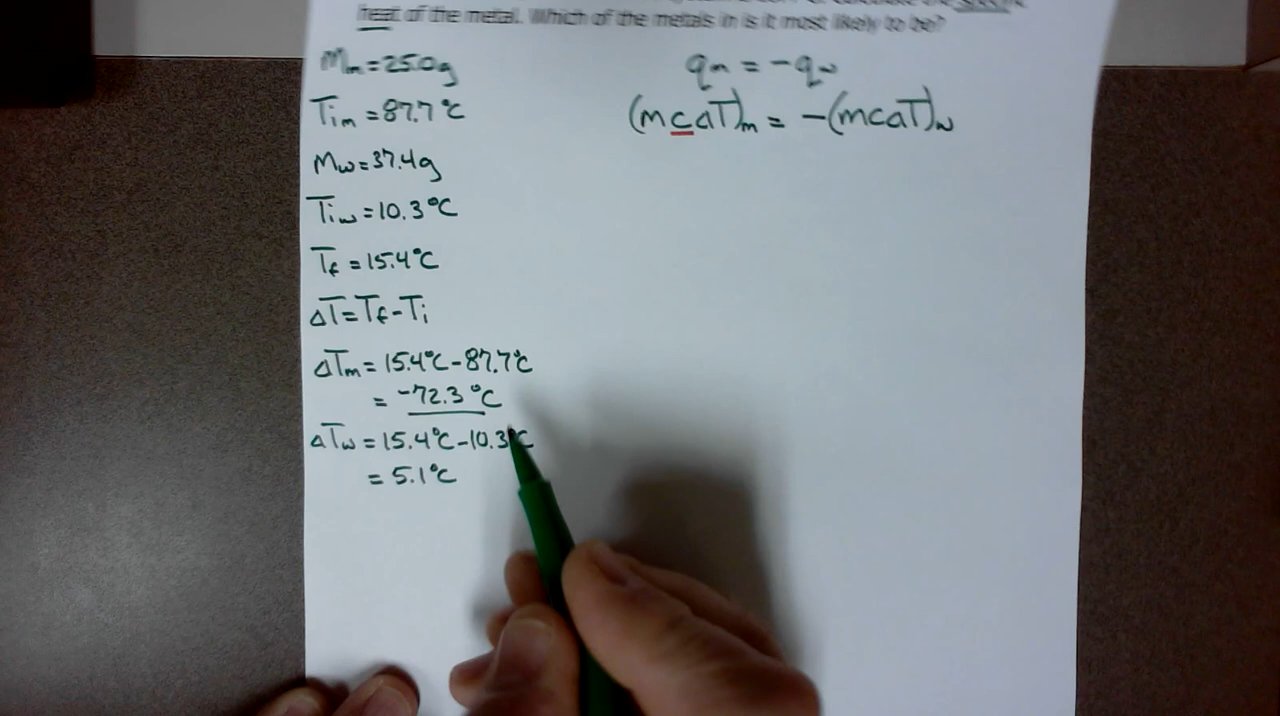 heat of the metal. Which of the metals in is it most likely to be?
Mm = 25.0g
Tim = 87.7°C
Mw = 37.4g
Tiw = 10.3°C
Tf = 15.4°C
ΔT = Tf - Ti
ΔTm = 15.4°C - 87.7°C
= -72.3°C
ΔTw = 15.4°C - 10.3°C
= 5.1°C
qm = -qw
(mcΔT)m = -(mcΔT)w